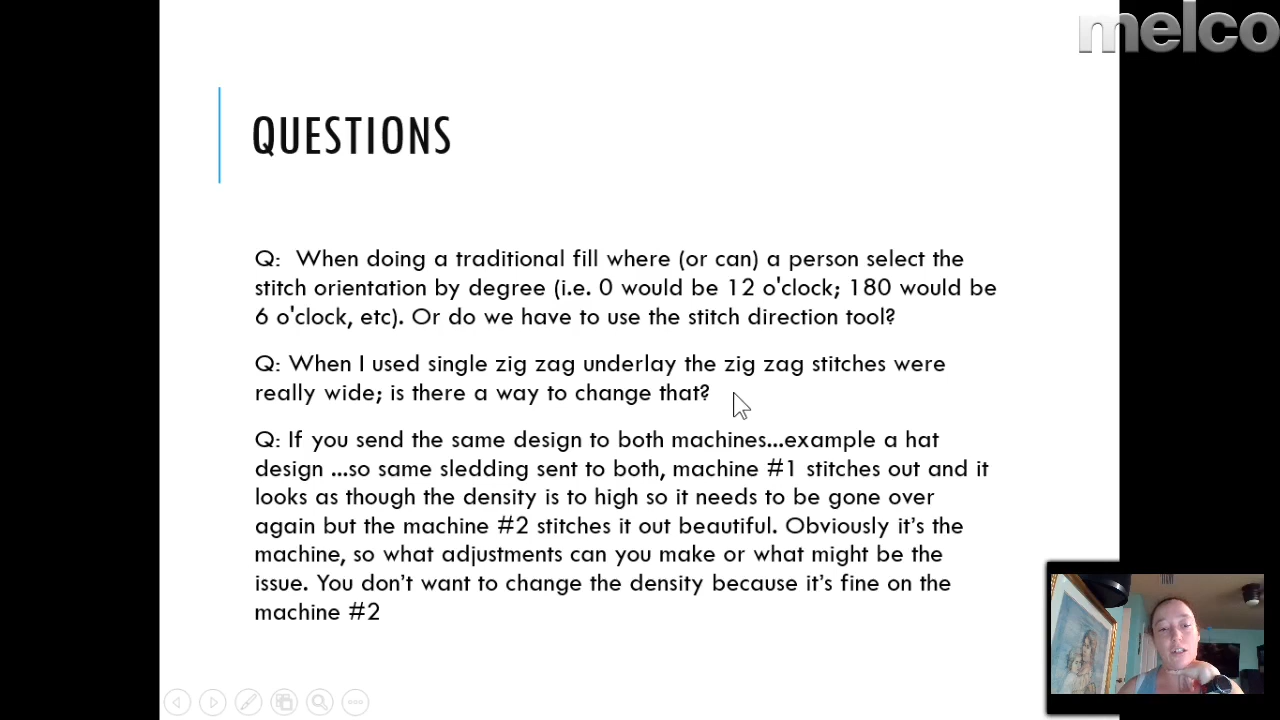 melco
QUESTIONS
Q:  When doing a traditional fill where (or can) a person select the
stitch orientation by degree (i.e. 0 would be 12 o'clock; 180 would be
6 o'clock, etc). Or do we have to use the stitch direction tool?
Q: When I used single zig zag underlay the zig zag stitches were
really wide; is there a way to change that?
Q: If you send the same design to both machines...example a hat
design ...so same sledding sent to both, machine #1 stitches out and it
looks as though the density is to high so it needs to be gone over
again but the machine #2 stitches it out beautiful. Obviously it’s the
machine, so what adjustments can you make or what might be the
issue. You don’t want to change the density because it’s fine on the
machine #2